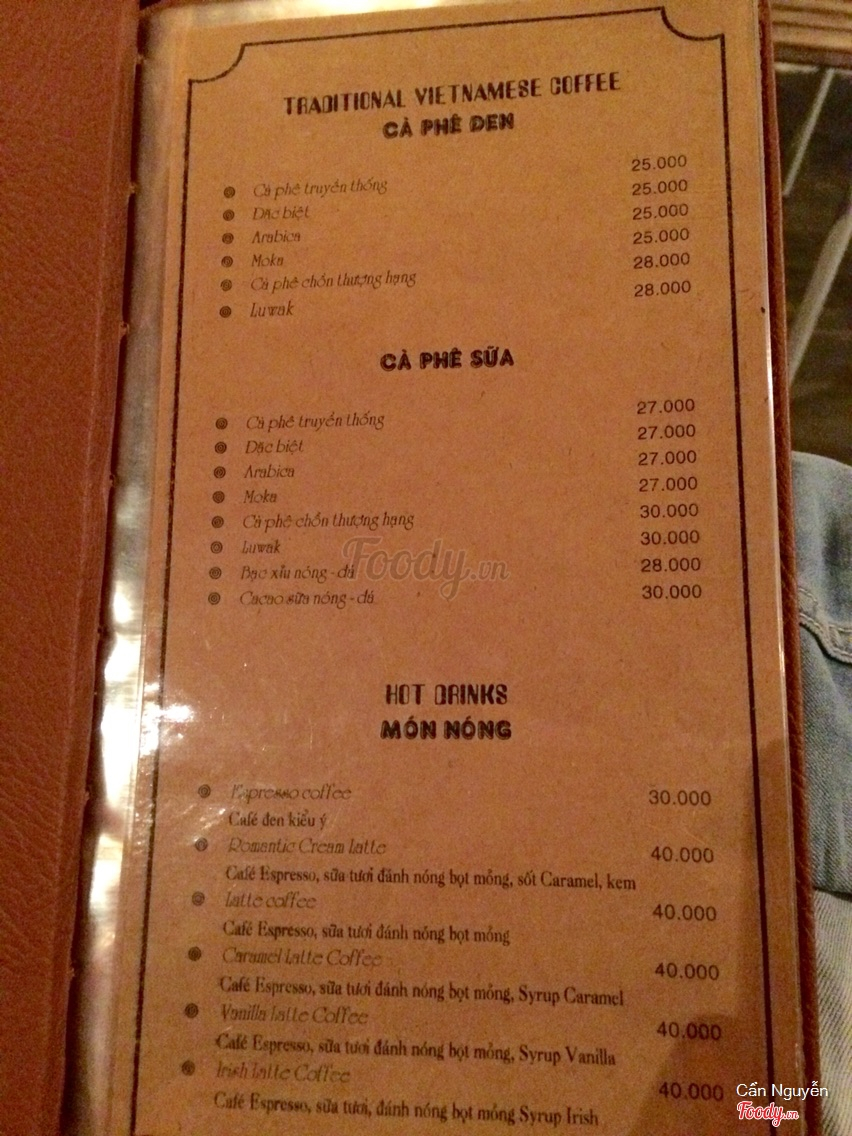 TRADITIONAL VIETNAMESE COFFEE
CÀ PHÊ ĐEN
Cà phê truyền thống 25.000
Đặc biệt 25.000
Arabica 25.000
Moka 25.000
Cà phê chồn thượng hạng 28.000
Luwak 28.000
CÀ PHÊ SỮA
Cà phê truyền thống 27.000
Đặc biệt 27.000
Arabica 27.000
Moka 27.000
Cà phê chồn thượng hạng 30.000
Luwak 30.000
Bạc xỉu nóng - đá 28.000
Cacao sữa nóng - đá 30.000
Foody.vn
HOT DRINKS
MÓN NÓNG
Espresso coffee 30.000
Café đen kiểu ý
Romantic Cream Latte 40.000
Café Espresso, sữa tươi đánh nóng bọt mỏng, sốt Caramel, kem
Latte coffee 40.000
Café Espresso, sữa tươi đánh nóng bọt mỏng
Caramel Latte Coffee 40.000
Café Espresso, sữa tươi đánh nóng bọt mỏng, Syrup Caramel
Vanilla Latte Coffee 40.000
Café Espresso, sữa tươi đánh nóng bọt mỏng, Syrup Vanilla
Irish Latte Coffee 40.000
Café Espresso, sữa tươi, đánh nóng bọt mỏng Syrup Irish
Cẩn Nguyễn
Foody.vn